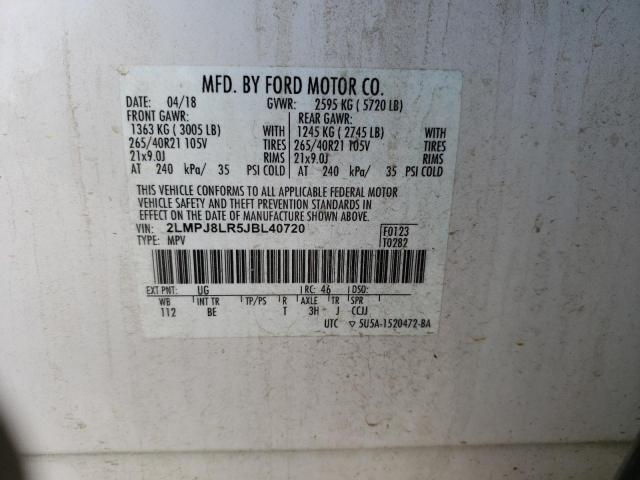 MFD. BY FORD MOTOR CO.
DATE: 04/18 GVWR: 2595 KG ( 5720 LB)
FRONT GAWR: REAR GAWR:
1363 KG ( 3005 LB) WITH 1245 KG ( 2745 LB) WITH
265/40R21 105V TIRES 265/40R21 105V TIRES
21x9.0J RIMS 21x9.0J RIMS
AT 240 kPa/ 35 PSI COLD AT 240 kPa/ 35 PSI COLD
THIS VEHICLE CONFORMS TO ALL APPLICABLE FEDERAL MOTOR
VEHICLE SAFETY AND THEFT PREVENTION STANDARDS IN
EFFECT ON THE DATE OF MANUFACTURE SHOWN ABOVE.
VIN: 2LMPJ8LR5JBL40720 F0123
TYPE: MPV T0282
EXT PNT: UG RC: 46 DSO:
WB INT TR TP/PS R AXLE TR SPR
112 BE T 3H J CCJJ
UTC ▽ 5U5A-1520472-BA